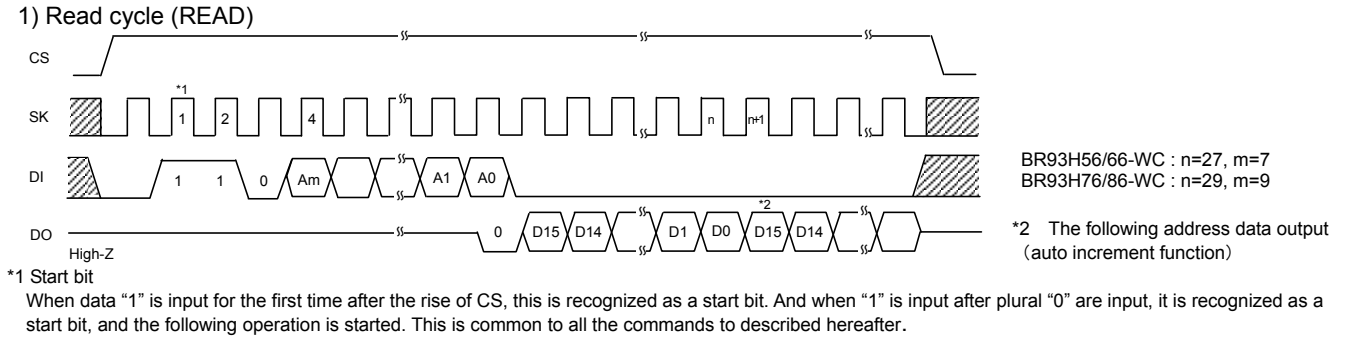 1) Read cycle (READ)
CS
*1
SK 1 2 4 n n+1
DI 1 1 0 Am A1 A0
BR93H56/66-WC : n=27, m=7
BR93H76/86-WC : n=29, m=9
*2
DO 0 D15 D14 D1 D0 D15 D14
High-Z
*2 The following address data output
(auto increment function)
*1 Start bit
When data “1” is input for the first time after the rise of CS, this is recognized as a start bit. And when “1” is input after plural “0” are input, it is recognized as a
start bit, and the following operation is started. This is common to all the commands to described hereafter.